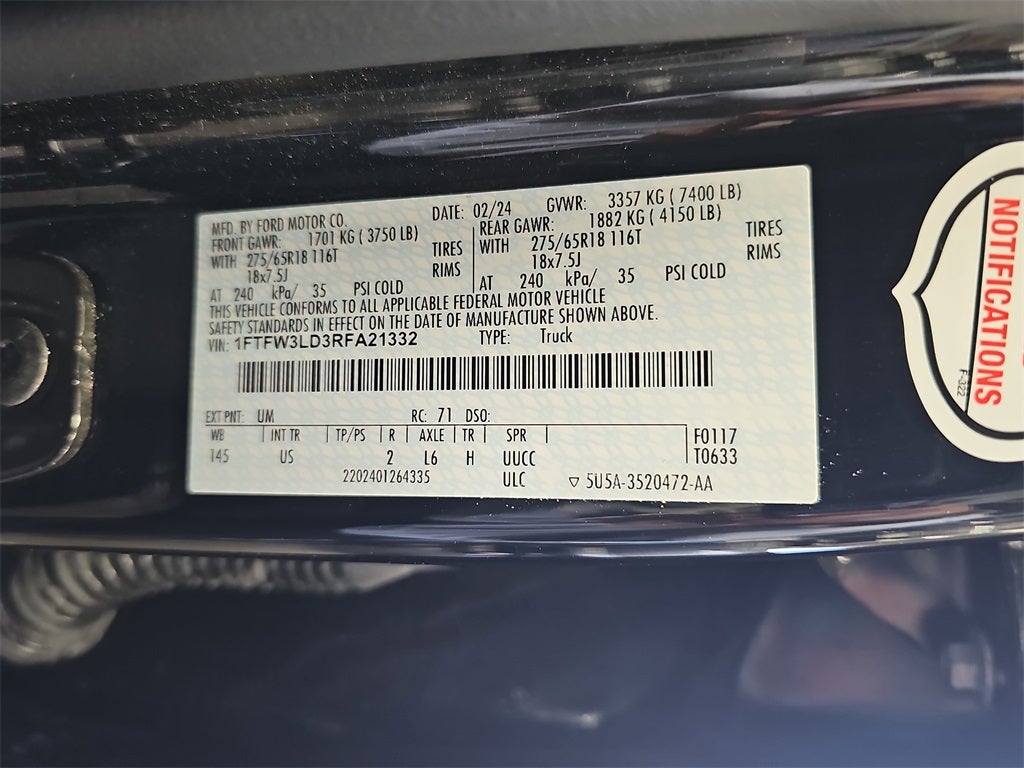 MFD. BY FORD MOTOR CO.
DATE: 02/24 GVWR: 3357 KG ( 7400 LB)
FRONT GAWR: 1701 KG ( 3750 LB) REAR GAWR: 1882 KG ( 4150 LB)
WITH 275/65R18 116T TIRES WITH 275/65R18 116T TIRES
18x7.5J RIMS 18x7.5J RIMS
AT 240 kPa/ 35 PSI COLD AT 240 kPa/ 35 PSI COLD
THIS VEHICLE CONFORMS TO ALL APPLICABLE FEDERAL MOTOR VEHICLE
SAFETY STANDARDS IN EFFECT ON THE DATE OF MANUFACTURE SHOWN ABOVE.
VIN: 1FTFW3LD3RFA21332 TYPE: Truck
EXT PNT: UM RC: 71 DSO:
WB INT TR TP/PS R AXLE TR SPR F0117
145 US 2 L6 H UUCC T0633
2202401264335 ULC ▽ 5U5A-3520472-AA
NOTIFICATIONS
F-322